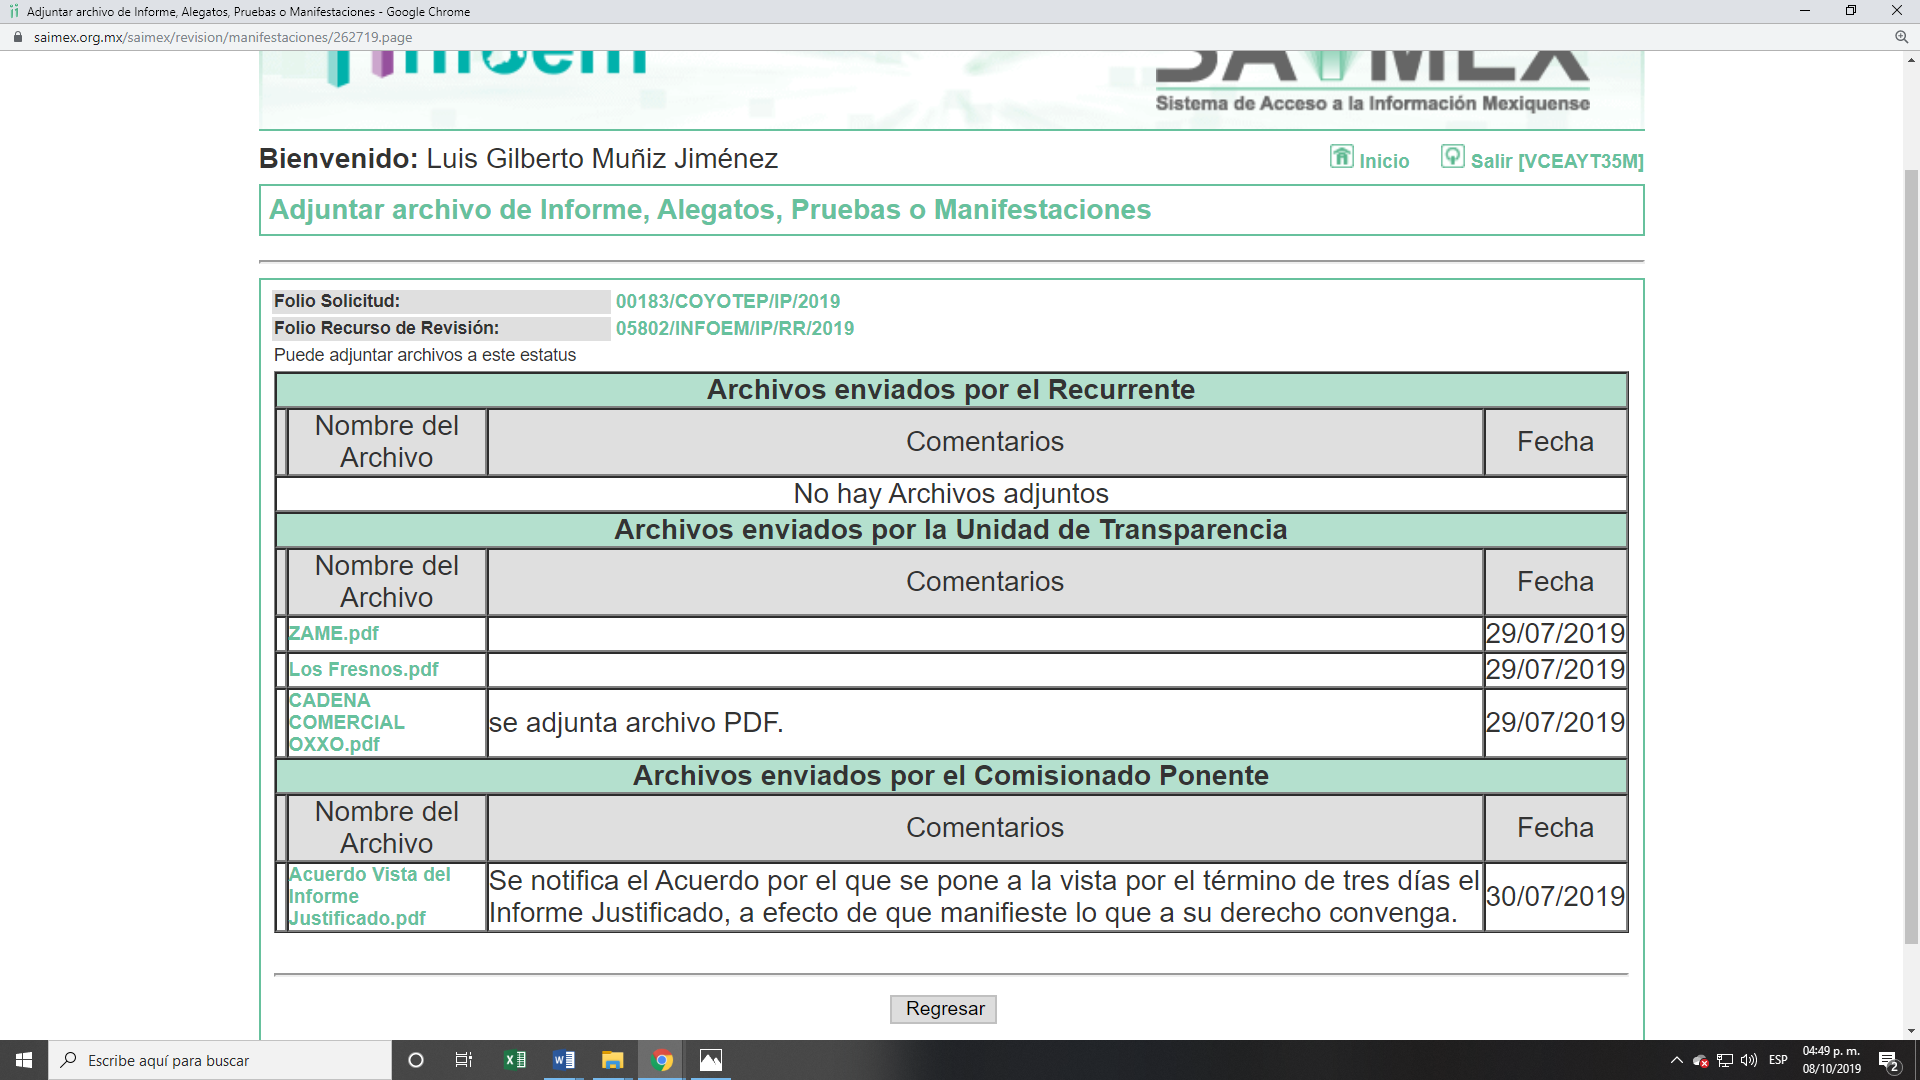 Adjuntar archivo de Informe, Alegatos, Pruebas o Manifestaciones - Google Chrome
saimex.org.mx/saimex/revision/manifestaciones/262719.page
infoem
SAIMEX
Sistema de Acceso a la Información Mexiquense
Bienvenido: Luis Gilberto Muñiz Jiménez
Inicio
Salir [VCEAYT35M]
Adjuntar archivo de Informe, Alegatos, Pruebas o Manifestaciones
Folio Solicitud: 00183/COYOTEP/IP/2019
Folio Recurso de Revisión: 05802/INFOEM/IP/RR/2019
Puede adjuntar archivos a este estatus
Archivos enviados por el Recurrente
Nombre del
Archivo
Comentarios
Fecha
No hay Archivos adjuntos
Archivos enviados por la Unidad de Transparencia
Nombre del
Archivo
Comentarios
Fecha
ZAME.pdf
29/07/2019
Los Fresnos.pdf
29/07/2019
CADENA
COMERCIAL
OXXO.pdf
se adjunta archivo PDF.
29/07/2019
Archivos enviados por el Comisionado Ponente
Nombre del
Archivo
Comentarios
Fecha
Acuerdo Vista del
Informe
Justificado.pdf
Se notifica el Acuerdo por el que se pone a la vista por el término de tres días el
Informe Justificado, a efecto de que manifieste lo que a su derecho convenga.
30/07/2019
Regresar
Escribe aquí para buscar
ESP
04:49 p. m.
08/10/2019
2